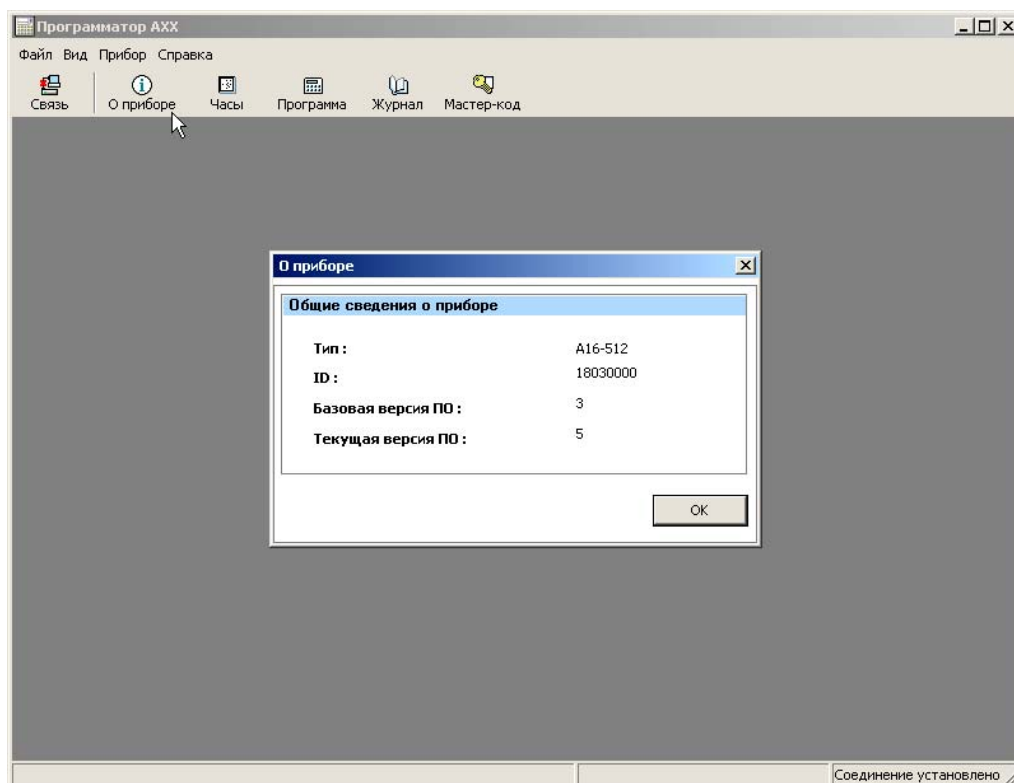 Программатор АХХ
Файл Вид Прибор Справка
Связь О приборе Часы Программа Журнал Мастер-код
О приборе
Общие сведения о приборе
Тип : А16-512
ID : 18030000
Базовая версия ПО : 3
Текущая версия ПО : 5
OK
Соединение установлено